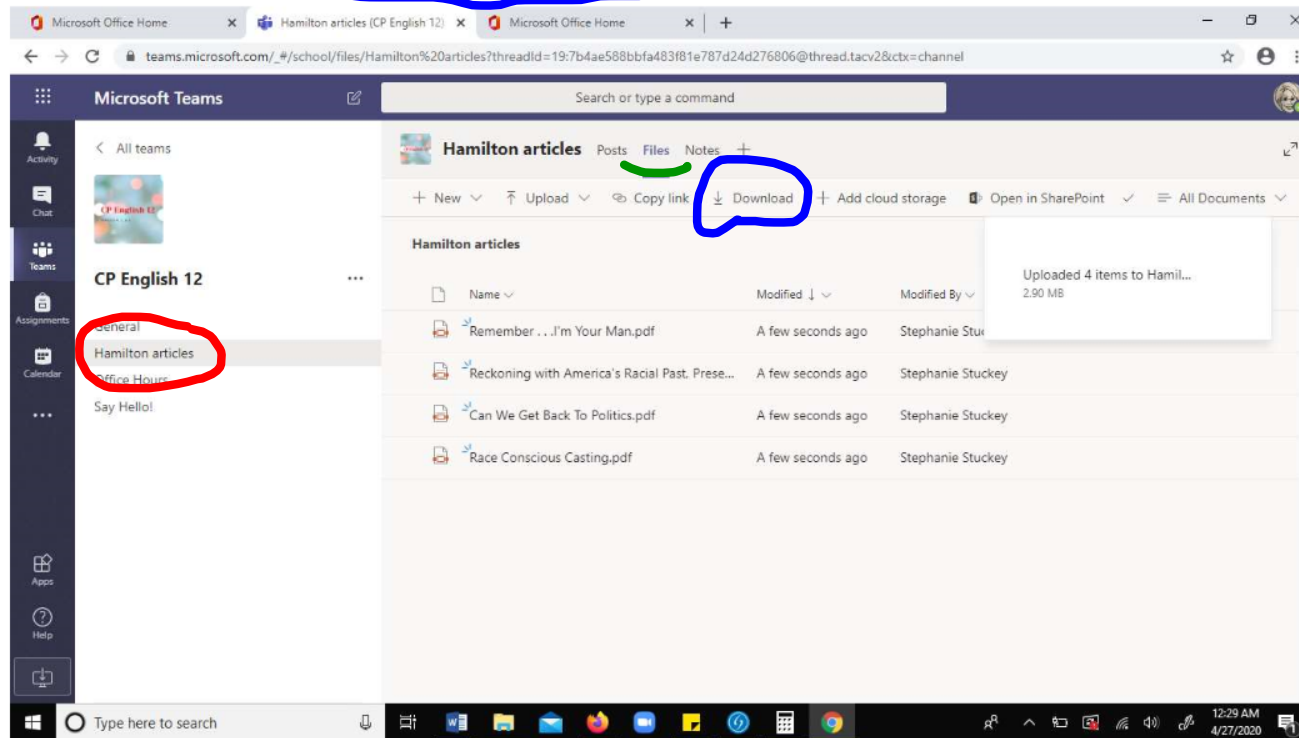 Microsoft Office Home
Hamilton articles (CP English 12)
Microsoft Office Home
teams.microsoft.com/_#/school/files/Hamilton%20articles?threadId=19:7b4ae588bbfa483f81e787d24d276806@thread.tacv2&ctx=channel
Microsoft Teams
Search or type a command
Activity
Chat
Teams
Assignments
Calendar
Apps
Help
All teams
CP English 12
CP English 12
General
Hamilton articles
Office Hours
Say Hello!
Hamilton articles Posts Files Notes
New Upload Copy link Download Add cloud storage Open in SharePoint All Documents
Hamilton articles
Uploaded 4 items to Hamil...
2.90 MB
Name Modified Modified By
Remember . . .I'm Your Man.pdf A few seconds ago Stephanie Stuc
Reckoning with America's Racial Past, Prese... A few seconds ago Stephanie Stuckey
Can We Get Back To Politics.pdf A few seconds ago Stephanie Stuckey
Race Conscious Casting.pdf A few seconds ago Stephanie Stuckey
Type here to search
12:29 AM
4/27/2020